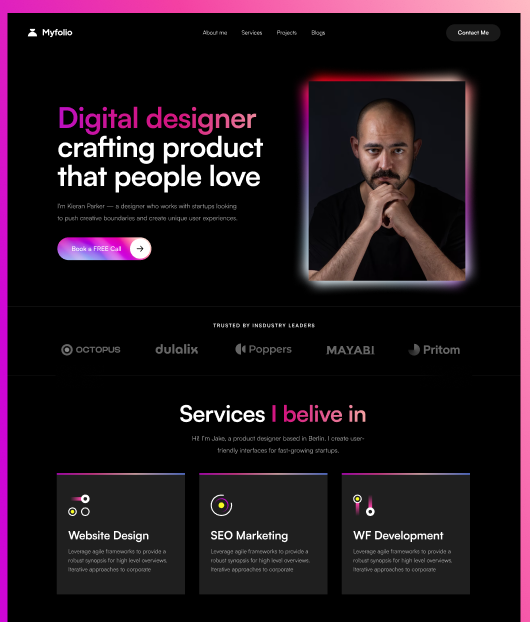 Myfolio
About me
Services
Projects
Blogs
Contact Me
Digital designer
crafting product
that people love
I'm Kieran Parker — a designer who works with startups looking
to push creative boundaries and create unique user experiences.
Book a FREE Call
TRUSTED BY INSDUSTRY LEADERS
OCTOPUS
dulalix
Poppers
MAYABI
Pritom
Services I belive in
Hi! I'm Jake, a product designer based in Berlin. I create user-
friendly interfaces for fast-growing startups.
Website Design
Leverage agile frameworks to provide a
robust synopsis for high level overviews.
Iterative approaches to corporate
SEO Marketing
Leverage agile frameworks to provide a
robust synopsis for high level overviews.
Iterative approaches to corporate
WF Development
Leverage agile frameworks to provide a
robust synopsis for high level overviews.
Iterative approaches to corporate